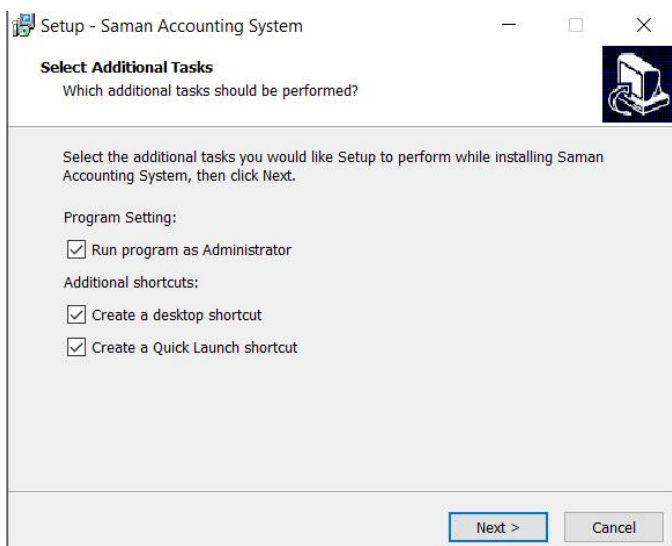 Setup - Saman Accounting System
Select Additional Tasks
Which additional tasks should be performed?
Select the additional tasks you would like Setup to perform while installing Saman
Accounting System, then click Next.
Program Setting:
Run program as Administrator
Additional shortcuts:
Create a desktop shortcut
Create a Quick Launch shortcut
Next >
Cancel